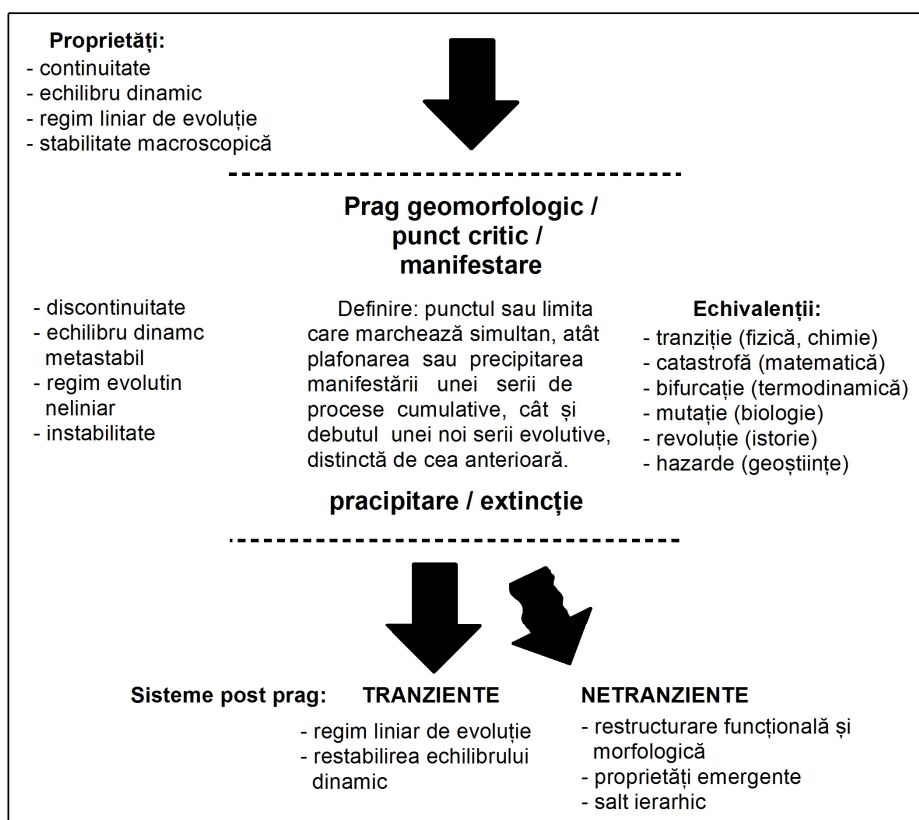 Proprietăți:
- continuitate
- echilibru dinamic
- regim liniar de evoluție
- stabilitate macroscopică
Prag geomorfologic /
punct critic /
manifestare
- discontinuitate
- echilibru dinamc
metastabil
- regim evolutin
neliniar
- instabilitate
Definire: punctul sau limita
care marchează simultan, atât
plafonarea sau precipitarea
manifestării unei serii de
procese cumulative, cât și
debutul unei noi serii evolutive,
distinctă de cea anterioară.
Echivalenții:
- tranziție (fizică, chimie)
- catastrofă (matematică)
- bifurcație (termodinamică)
- mutație (biologie)
- revoluție (istorie)
- hazarde (geoștiințe)
pracipitare / extincție
Sisteme post prag: TRANZIENTE
- regim liniar de evoluție
- restabilirea echilibrului
dinamic
NETRANZIENTE
- restructurare funcțională și
morfologică
- proprietăți emergente
- salt ierarhic